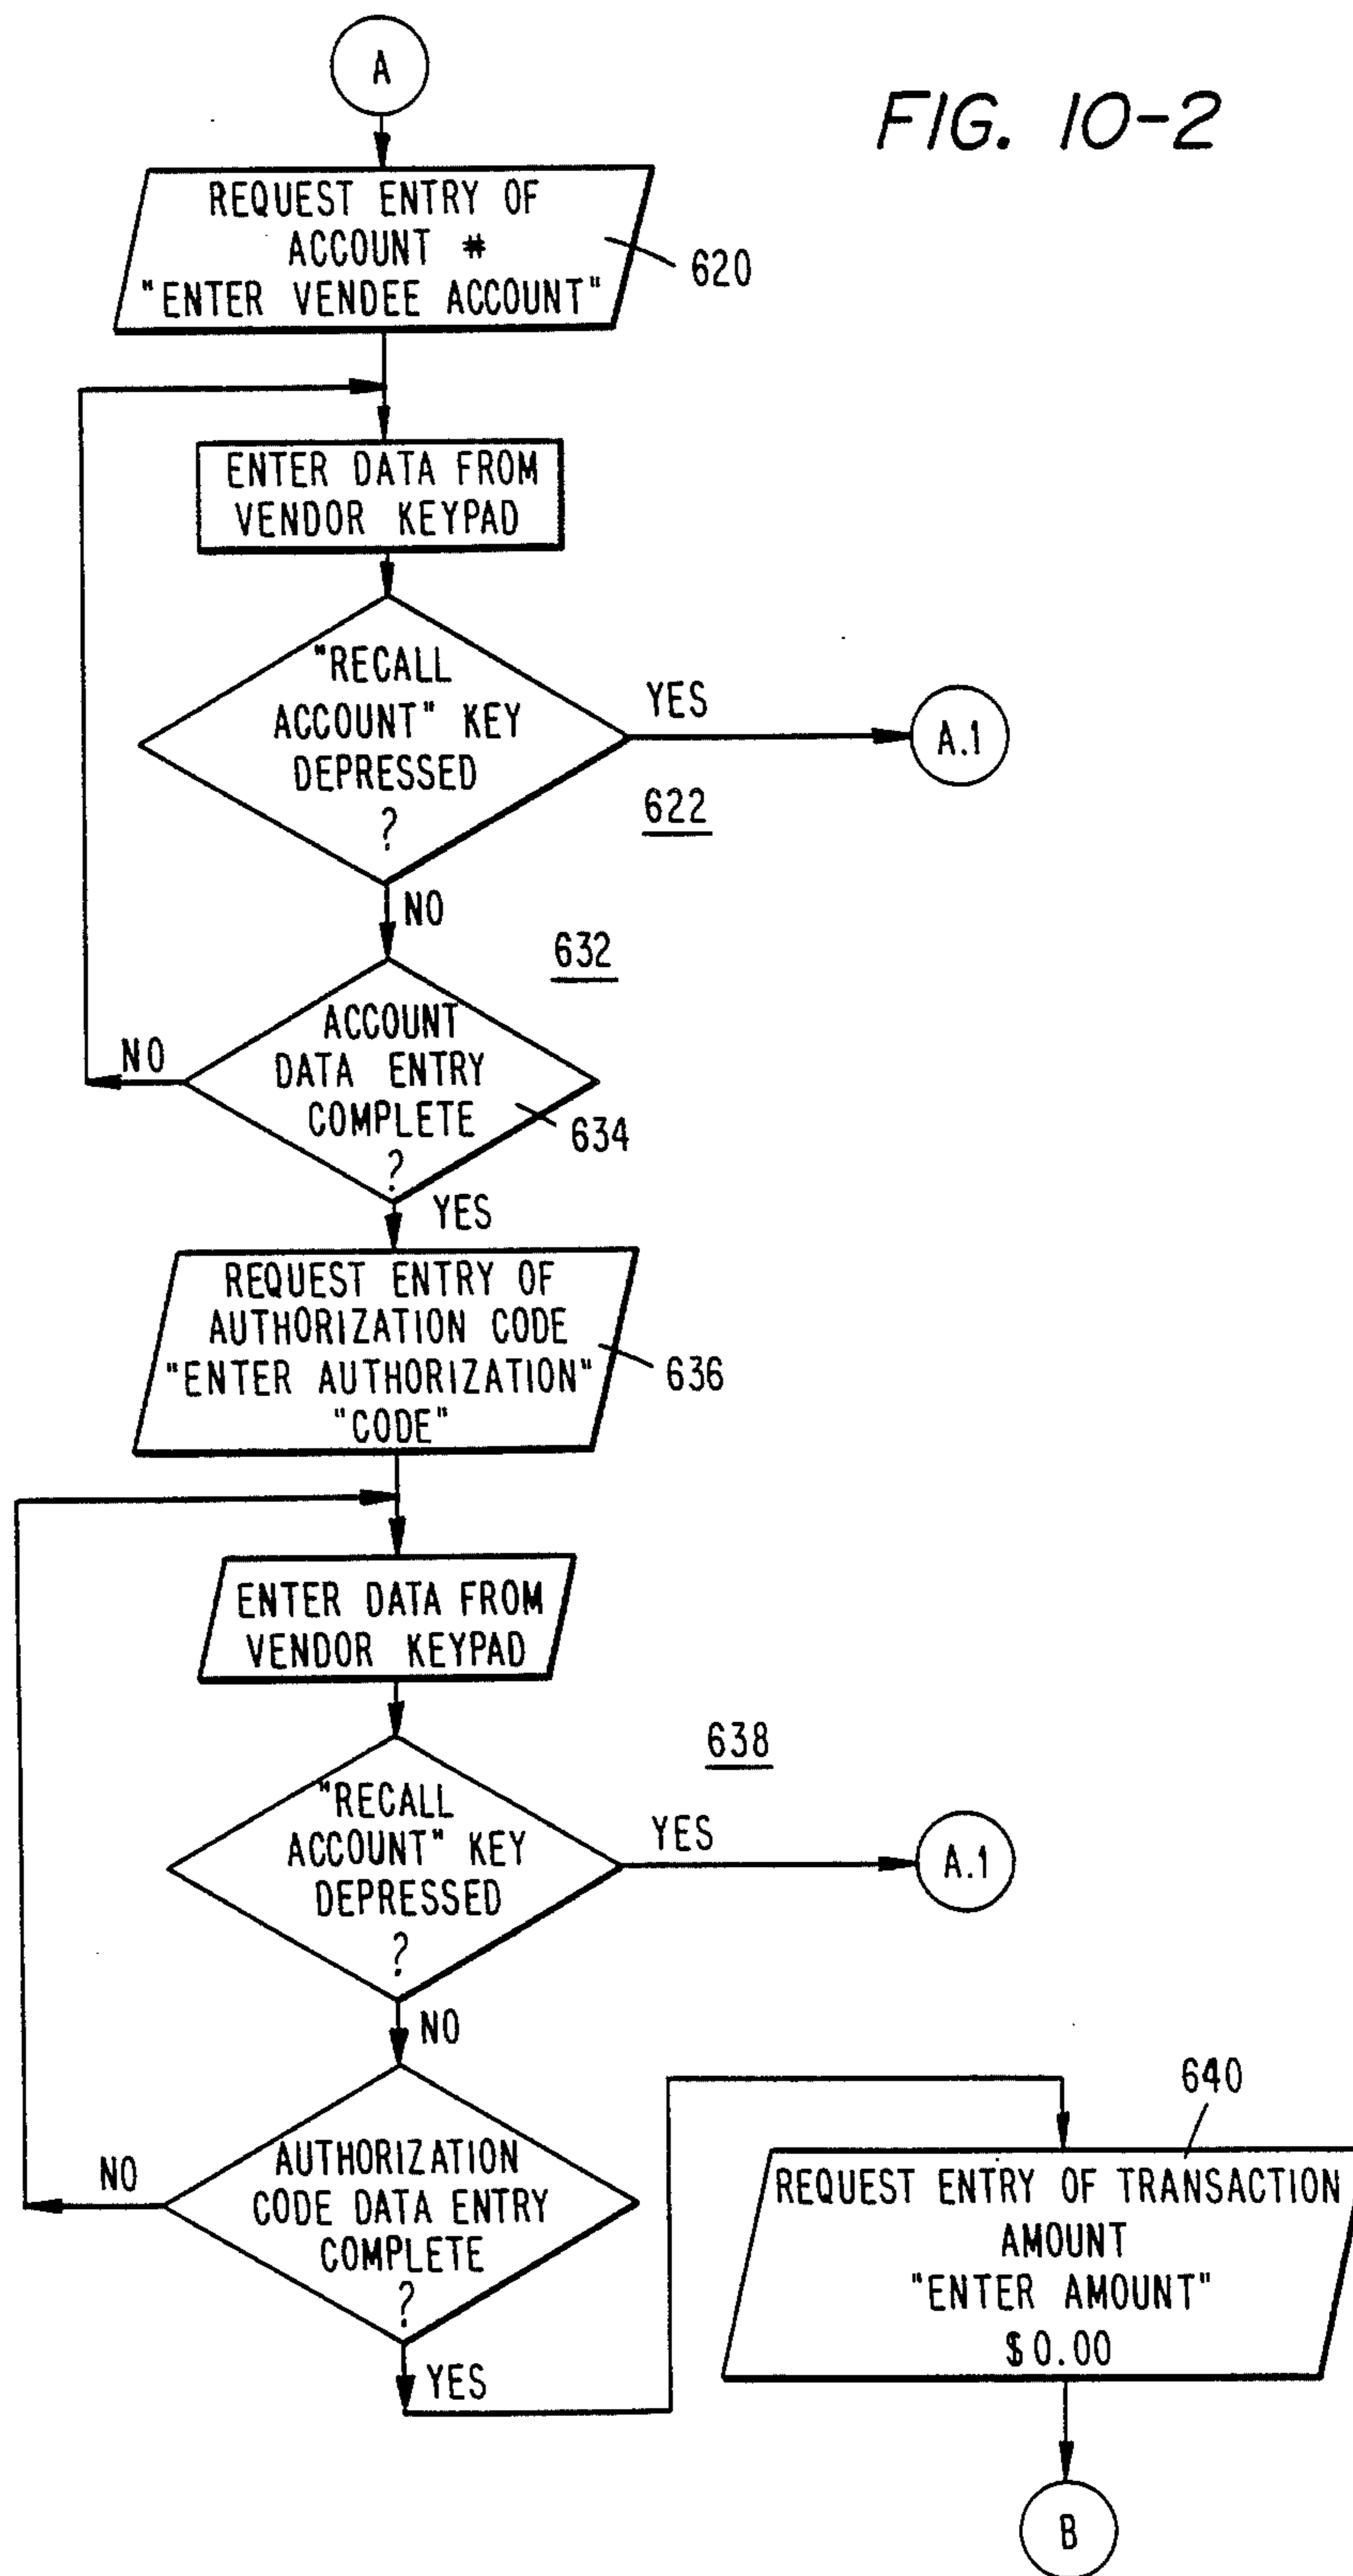 A
FIG. 10-2
REQUEST ENTRY OF
ACCOUNT #
"ENTER VENDEE ACCOUNT"
620
ENTER DATA FROM
VENDOR KEYPAD
"RECALL
ACCOUNT" KEY
DEPRESSED
?
YES
A.1
622
NO
632
ACCOUNT
DATA ENTRY
COMPLETE
?
NO
634
YES
REQUEST ENTRY OF
AUTHORIZATION CODE
"ENTER AUTHORIZATION"
"CODE"
636
ENTER DATA FROM
VENDOR KEYPAD
638
"RECALL
ACCOUNT" KEY
DEPRESSED
?
YES
A.1
NO
AUTHORIZATION
CODE DATA ENTRY
COMPLETE
?
NO
YES
640
REQUEST ENTRY OF TRANSACTION
AMOUNT
"ENTER AMOUNT"
$0.00
B